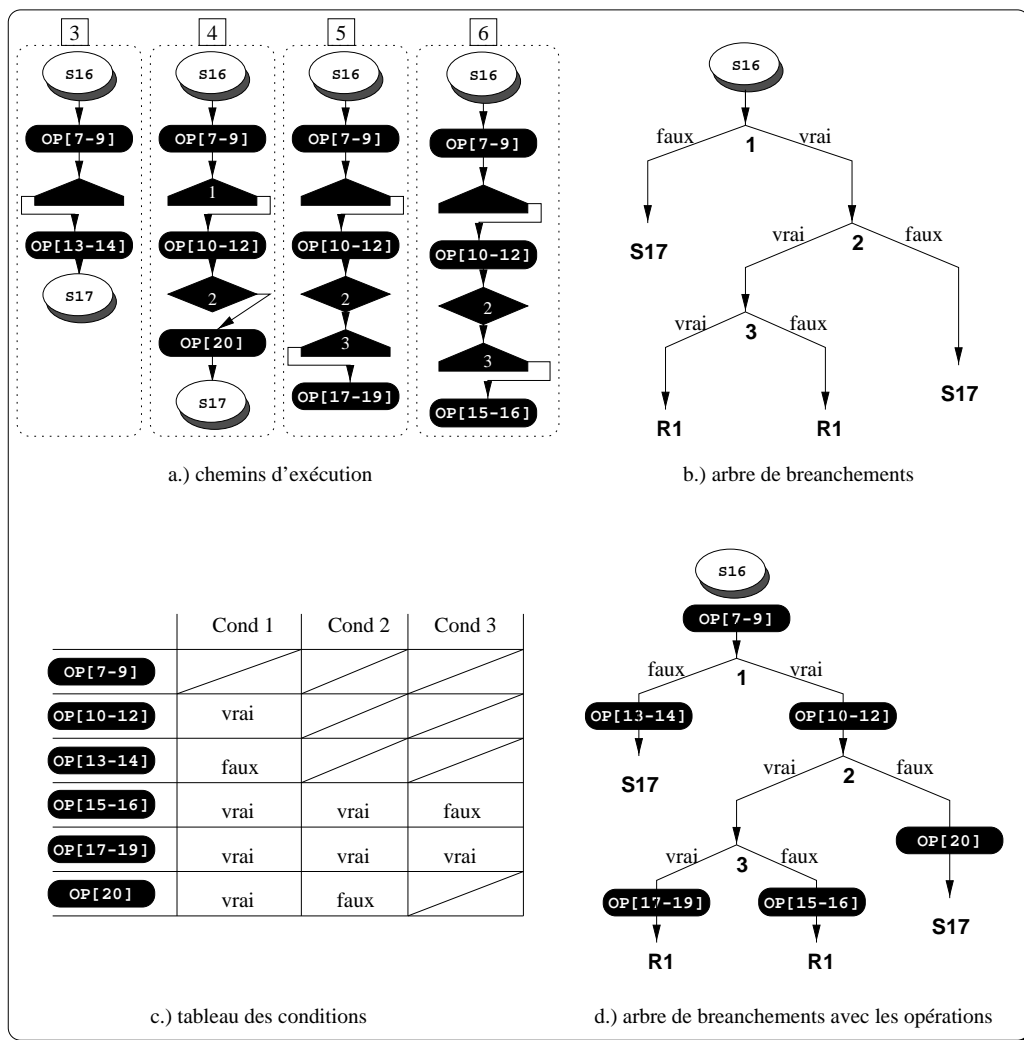 3 4 5 6
S16 S16 S16 S16
OP[7-9] OP[7-9] OP[7-9] OP[7-9]
1
OP[13-14] OP[10-12] OP[10-12] OP[10-12]
S17 2 2 2
OP[20] 3 3
S17 OP[17-19] OP[15-16]
a.) chemins d'exécution
S16
faux vrai
1
S17 vrai 2 faux
vrai faux
3
R1 R1 S17
b.) arbre de breanchements
Cond 1 Cond 2 Cond 3
OP[7-9]
OP[10-12] vrai
OP[13-14] faux
OP[15-16] vrai vrai faux
OP[17-19] vrai vrai vrai
OP[20] vrai faux
c.) tableau des conditions
S16
OP[7-9]
faux vrai
1
OP[13-14] OP[10-12]
S17 vrai 2 faux
OP[20]
vrai 3 faux
OP[17-19] OP[15-16] S17
R1 R1
d.) arbre de breanchements avec les opérations